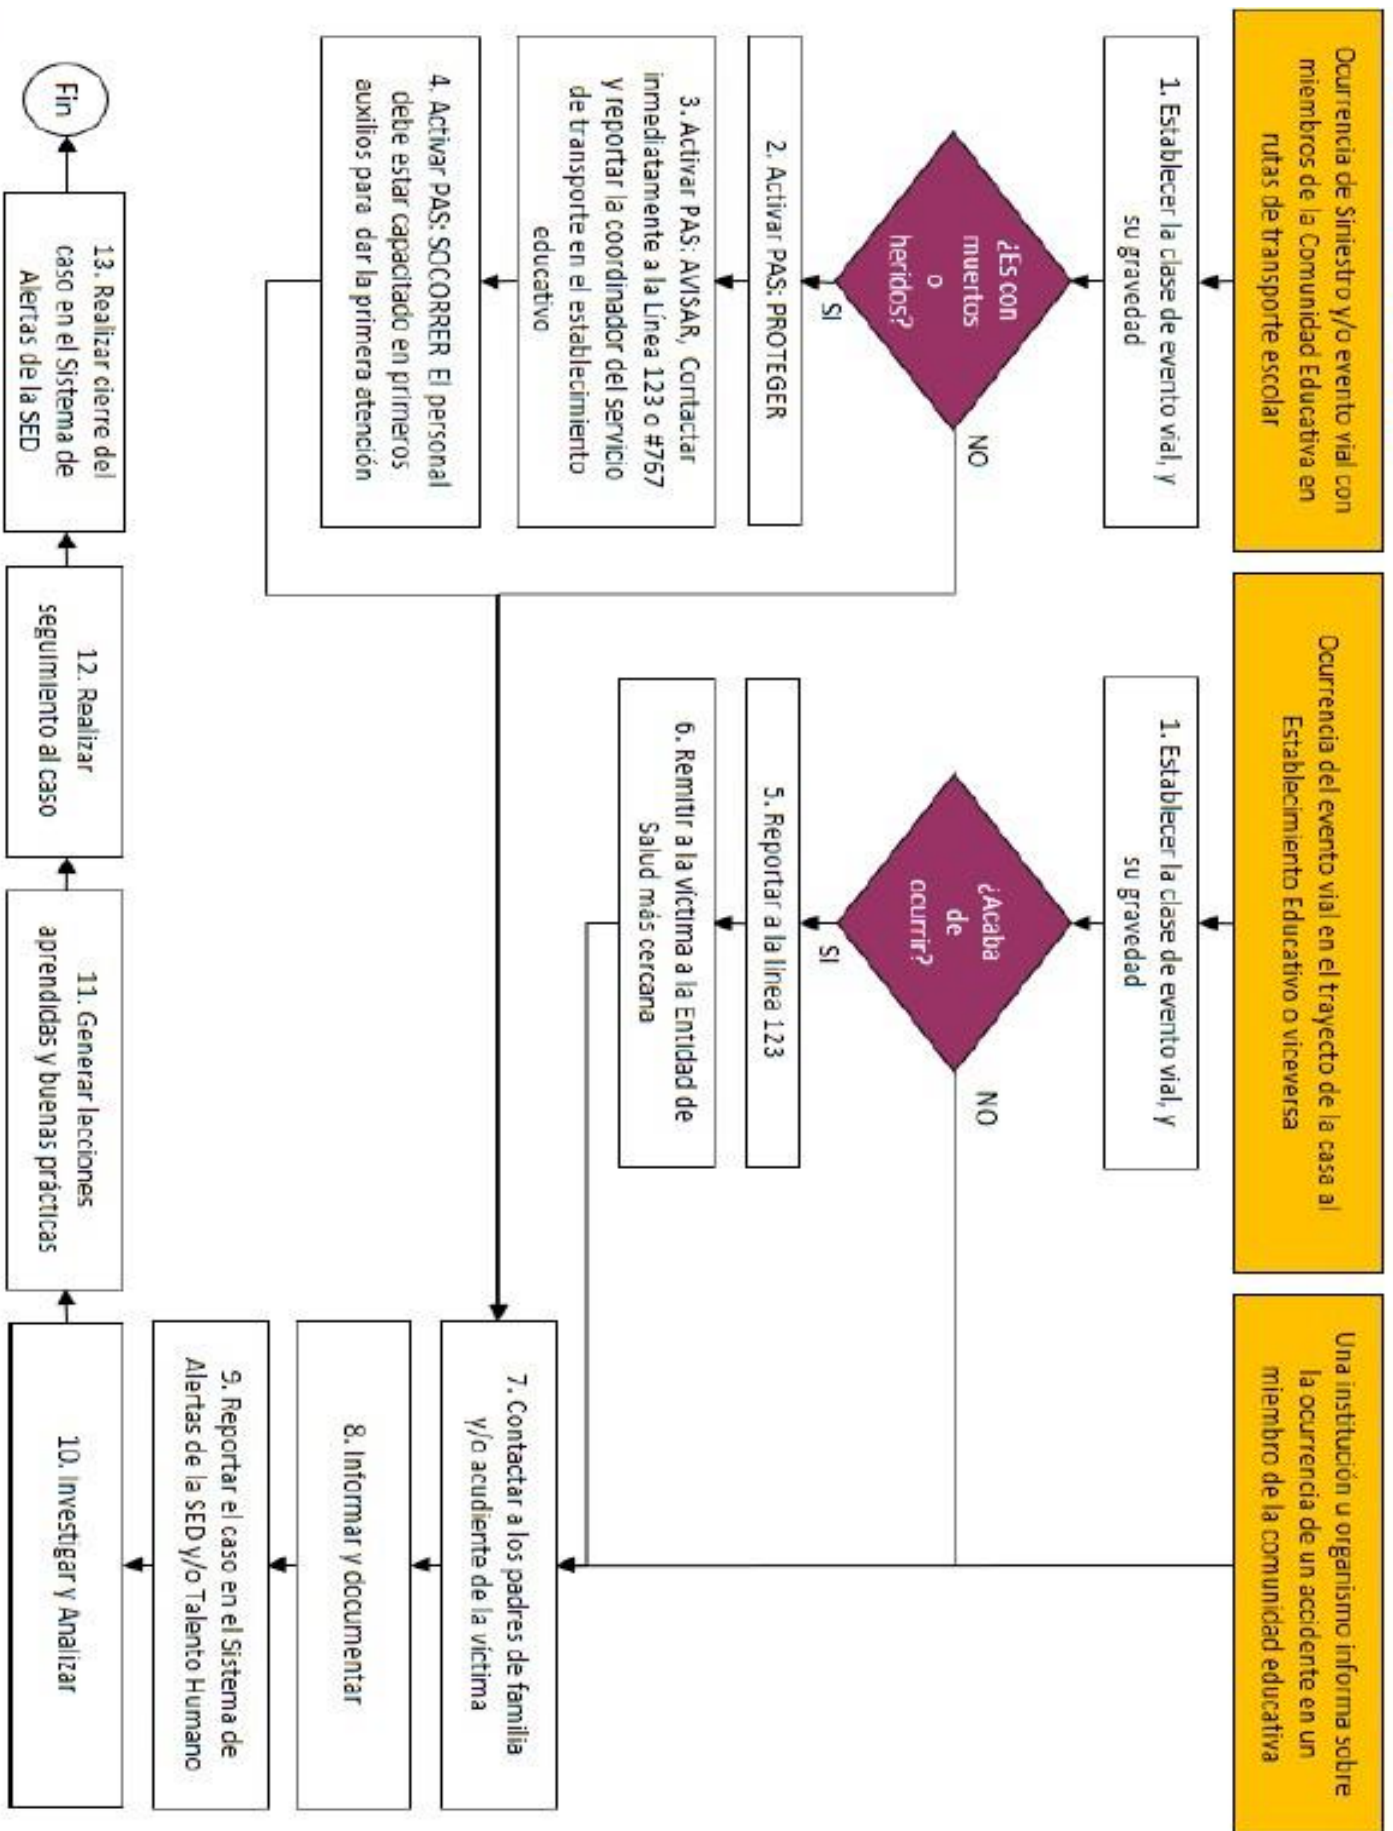 Ocurrencia de Siniestro y/o evento vial con
miembros de la Comunidad Educativa en
rutas de transporte escolar
1. Establecer la clase de evento vial, y
su gravedad
¿Es con
muertos
o
heridos?
NO
SI
2. Activar PAS: PROTEGER
3. Activar PAS: AVISAR, Contactar
inmediatamente a la Línea 123 o #767
y reportar la coordinador del servicio
de transporte en el establecimiento
educativo
4. Activar PAS: SOCORRER El personal
debe estar capacitado en primeros
auxilios para dar la primera atención
Ocurrencia del evento vial en el trayecto de la casa al
Establecimiento Educativo o viceversa
1. Establecer la clase de evento vial, y
su gravedad
¿Acaba
de
ocurrir?
NO
SI
5. Reportar a la línea 123
6. Remitir a la víctima a la Entidad de
Salud más cercana
Una institución u organismo informa sobre
la ocurrencia de un accidente en un
miembro de la comunidad educativa
7. Contactar a los padres de familia
y/o acudiente de la víctima
8. Informar y documentar
9. Reportar el caso en el Sistema de
Alertas de la SED y/o Talento Humano
10. Investigar y Analizar
11. Generar lecciones
aprendidas y buenas prácticas
12. Realizar
seguimiento al caso
13. Realizar cierre del
caso en el Sistema de
Alertas de la SED
Fin